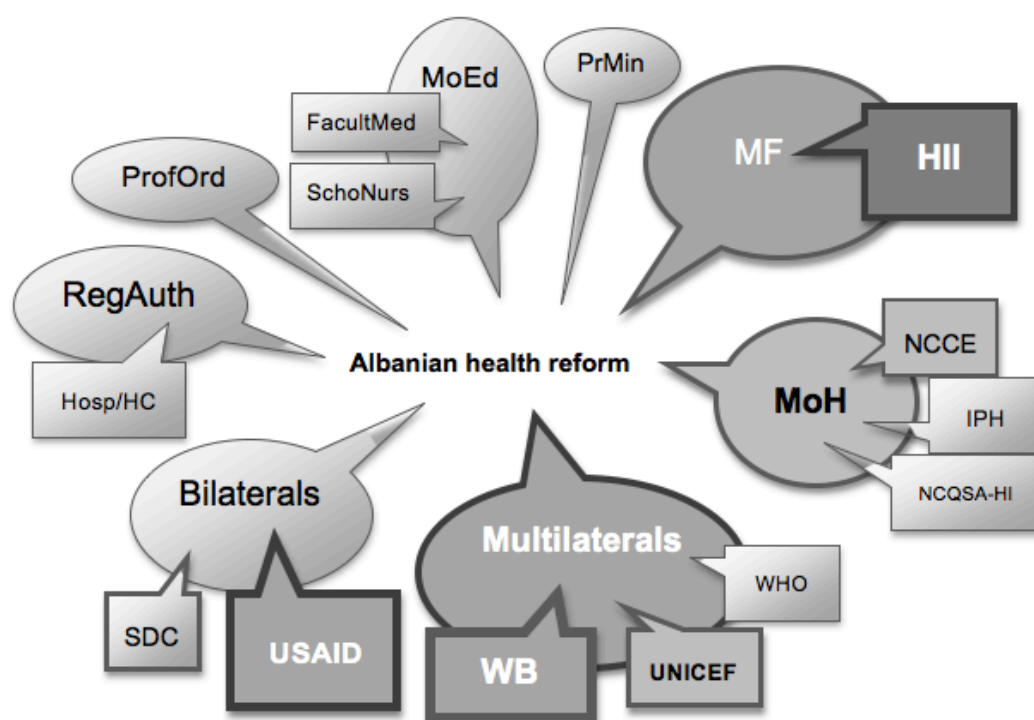 MoEd
PrMin
FacultMed
SchoNurs
MF
HII
ProfOrd
RegAuth
Hosp/HC
Albanian health reform
NCCE
MoH
IPH
NCQSA-HI
Bilaterals
SDC
USAID
Multilaterals
WHO
WB
UNICEF